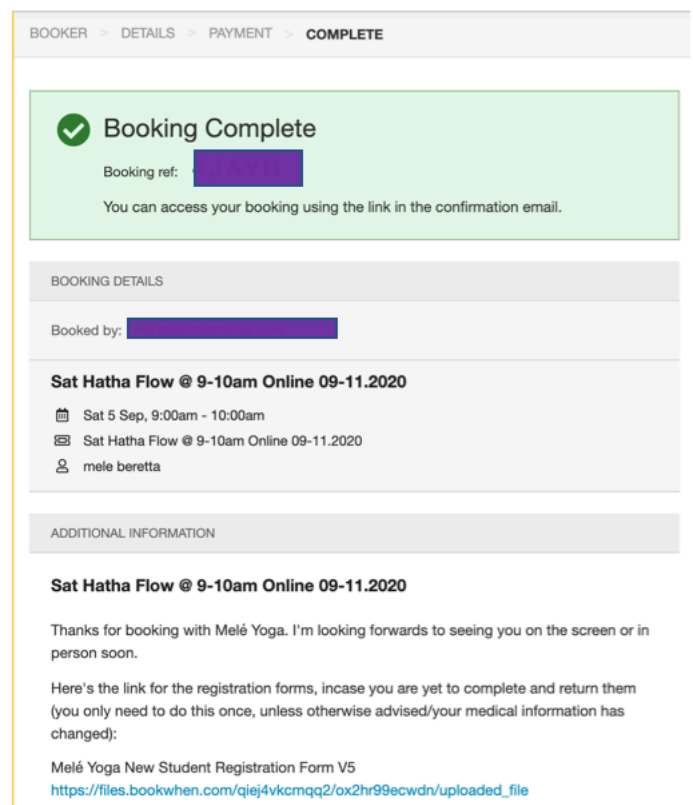 BOOKER > DETAILS > PAYMENT > COMPLETE
Booking Complete
Booking ref:
You can access your booking using the link in the confirmation email.
BOOKING DETAILS
Booked by:
Sat Hatha Flow @ 9-10am Online 09-11.2020
Sat 5 Sep, 9:00am - 10:00am
Sat Hatha Flow @ 9-10am Online 09-11.2020
mele beretta
ADDITIONAL INFORMATION
Sat Hatha Flow @ 9-10am Online 09-11.2020
Thanks for booking with Melé Yoga. I'm looking forwards to seeing you on the screen or in
person soon.
Here's the link for the registration forms, incase you are yet to complete and return them
(you only need to do this once, unless otherwise advised/your medical information has
changed):
Melé Yoga New Student Registration Form V5
https://files.bookwhen.com/qiej4vkcmqq2/ox2hr99ecwdn/uploaded_file